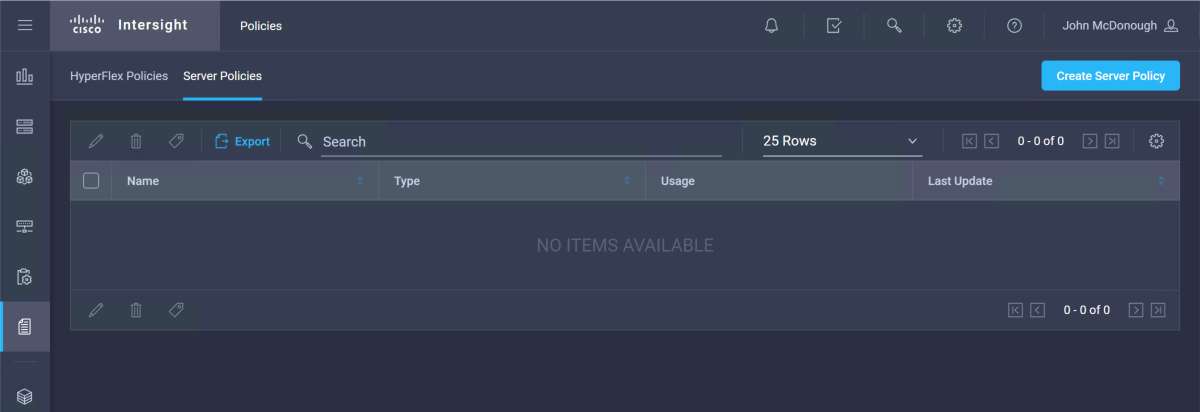 CISCO Intersight Policies John McDonough
HyperFlex Policies Server Policies Create Server Policy
Export Search 25 Rows 0 - 0 of 0
Name Type Usage Last Update
NO ITEMS AVAILABLE
0 - 0 of 0